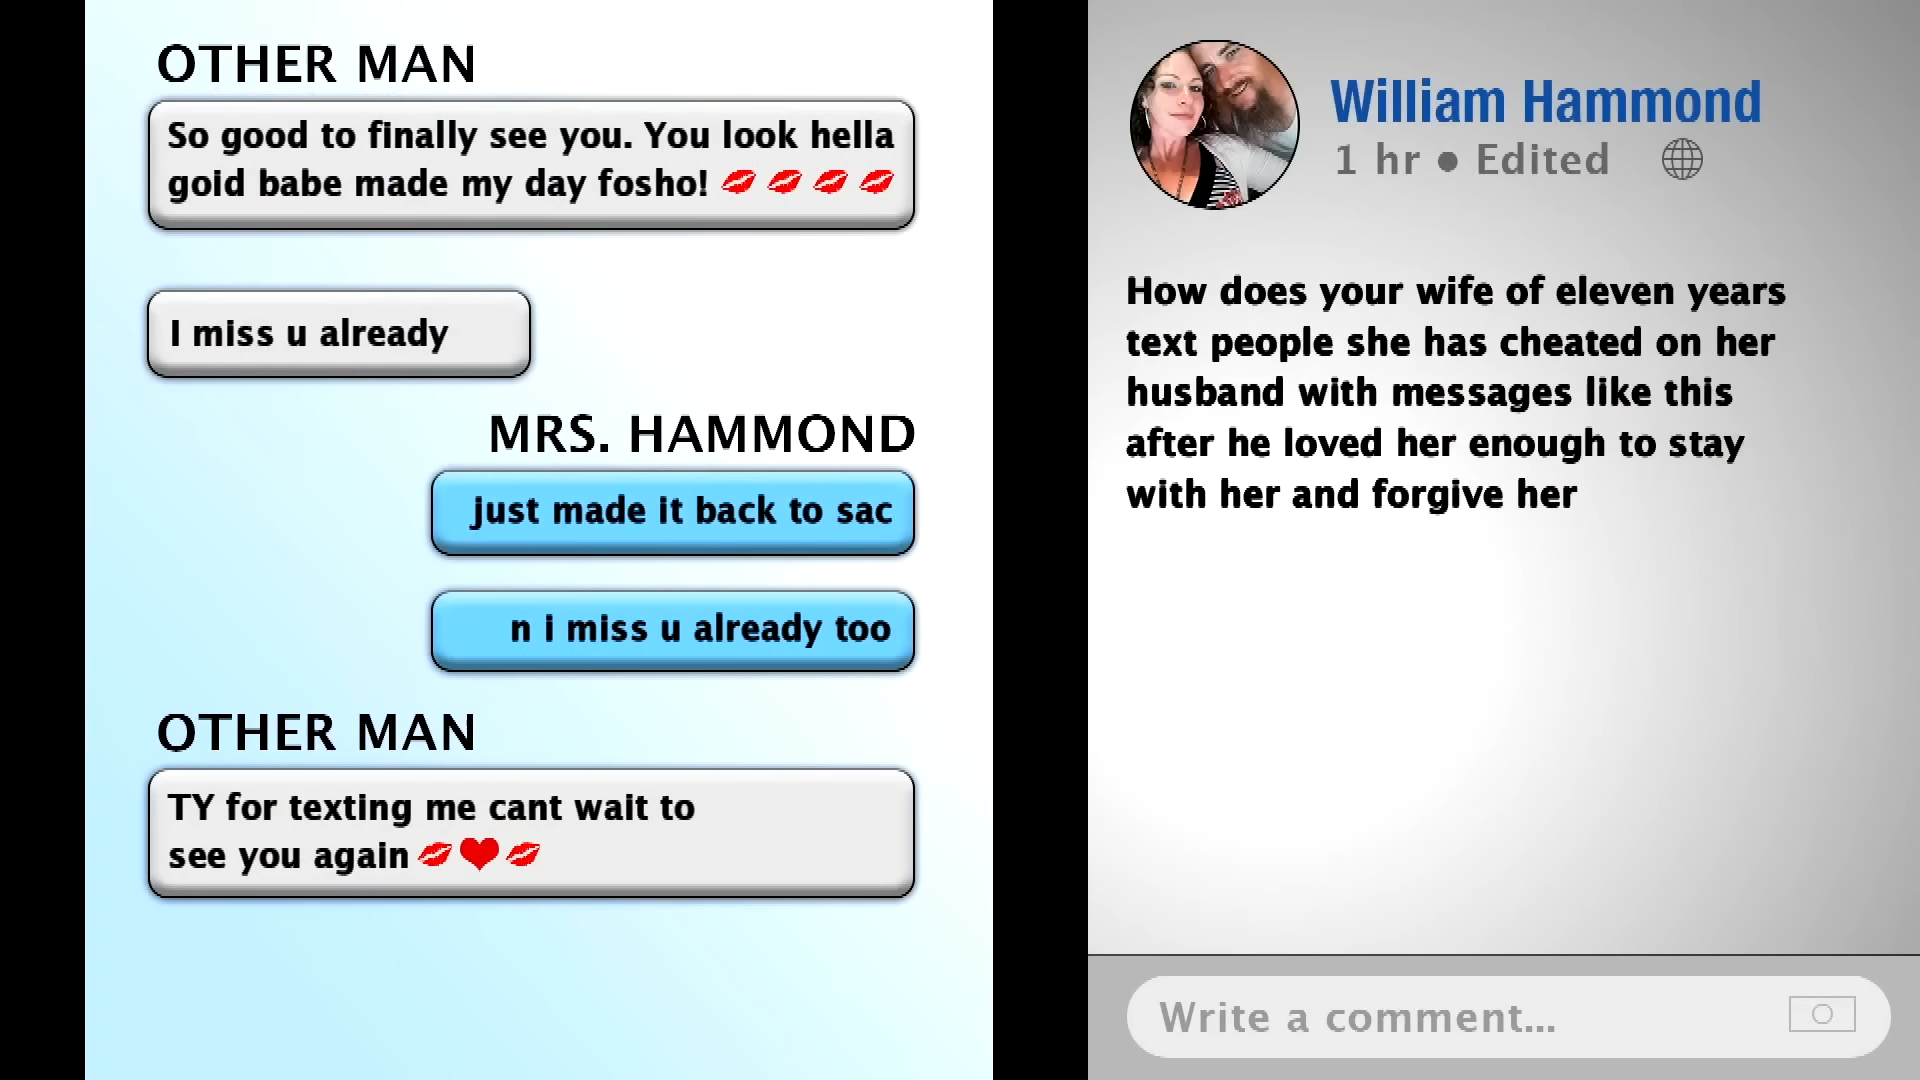 OTHER MAN
So good to finally see you. You look hella
goid babe made my day fosho! 💋 💋 💋 💋
I miss u already
MRS. HAMMOND
just made it back to sac
n i miss u already too
OTHER MAN
TY for texting me cant wait to
see you again 💋❤️💋
William Hammond
1 hr ● Edited
How does your wife of eleven years
text people she has cheated on her
husband with messages like this
after he loved her enough to stay
with her and forgive her
Write a comment...